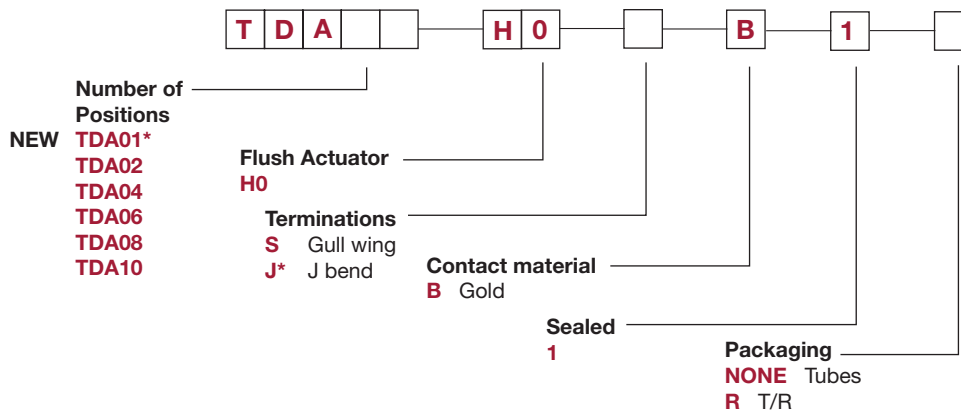 T D A H 0 B 1
Number of
Positions
NEW TDA01*
TDA02
TDA04
TDA06
TDA08
TDA10
Flush Actuator
H0
Terminations
S Gull wing
J* J bend
Contact material
B Gold
Sealed
1
Packaging
NONE Tubes
R T/R